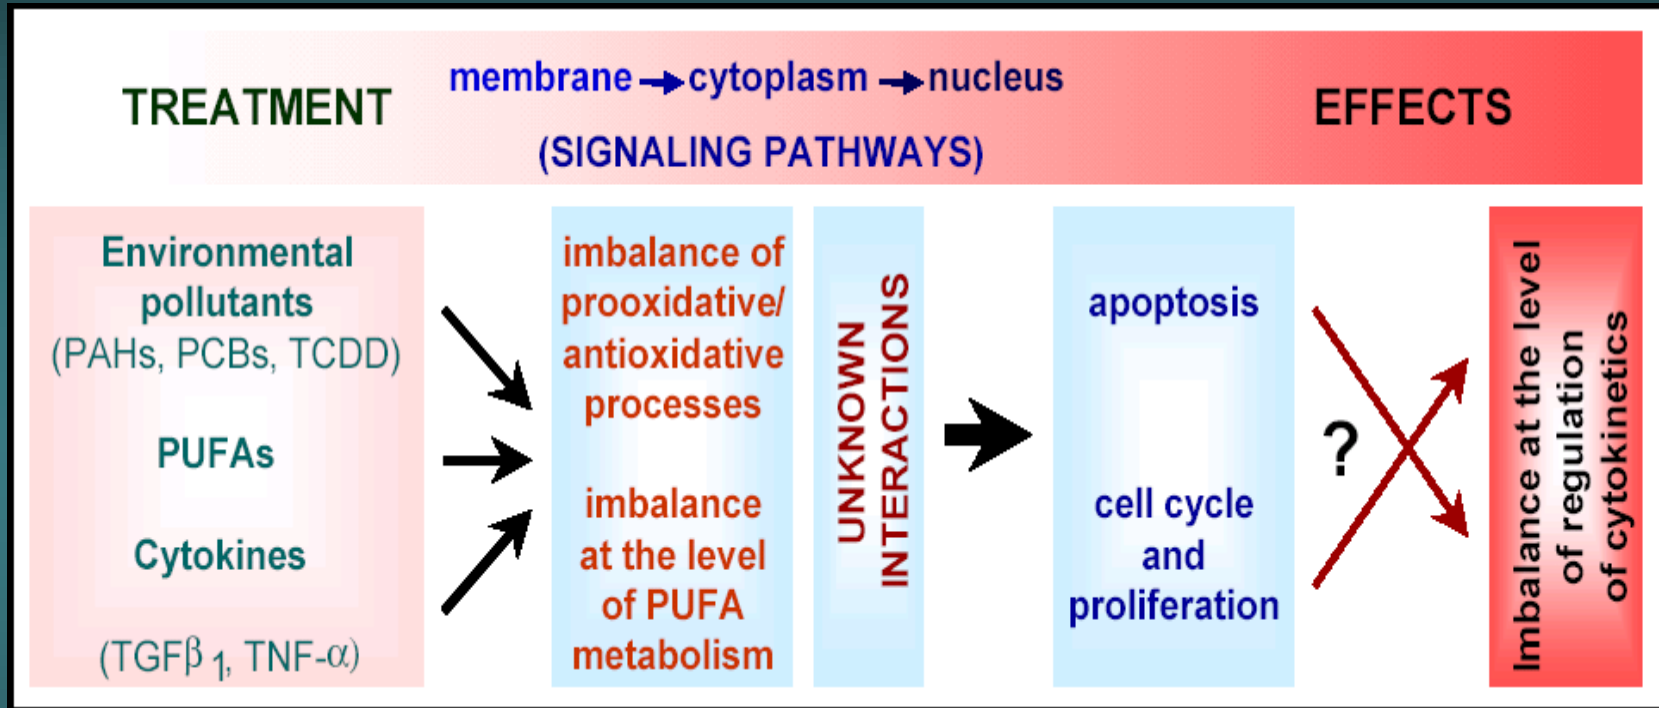 TREATMENT
membrane → cytoplasm → nucleus
(SIGNALING PATHWAYS)
EFFECTS
Environmental
pollutants
(PAHs, PCBs, TCDD)
PUFAs
Cytokines
(TGFβ1, TNF-α)
imbalance of
prooxidative/
antioxidative
processes
imbalance
at the level
of PUFA
metabolism
UNKNOWN
INTERACTIONS
apoptosis
cell cycle
and
proliferation
?
Imbalance at the level
of regulation
of cytokinetics